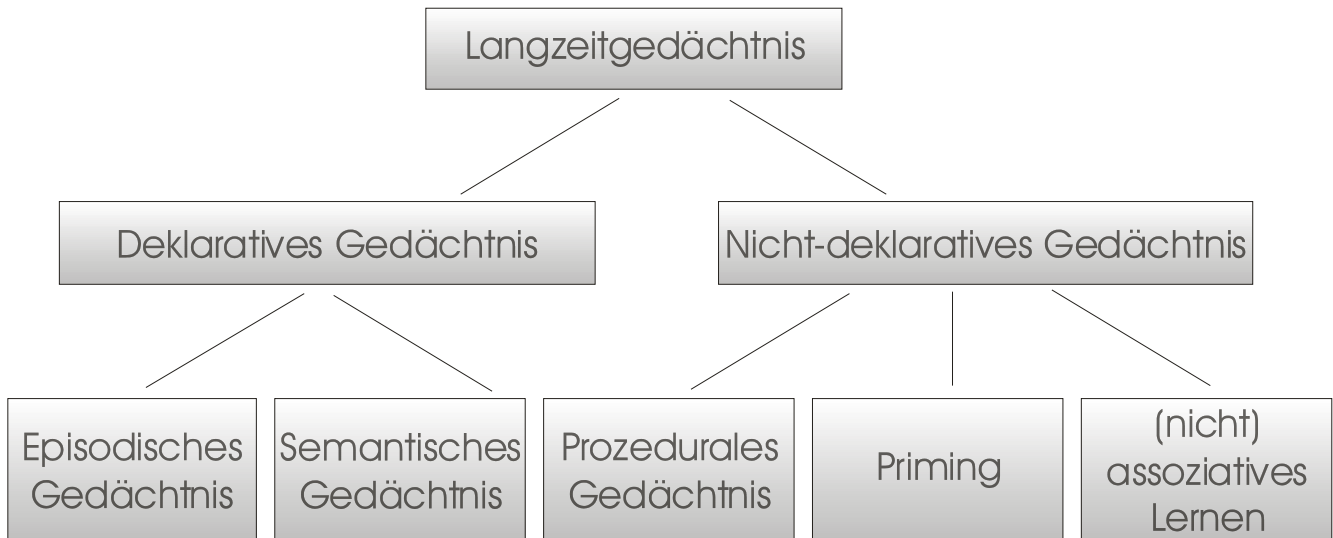 Langzeitgedächtnis
Deklaratives Gedächtnis
Nicht-deklaratives Gedächtnis
Episodisches
Gedächtnis
Semantisches
Gedächtnis
Prozedurales
Gedächtnis
Priming
(nicht)
assoziatives
Lernen